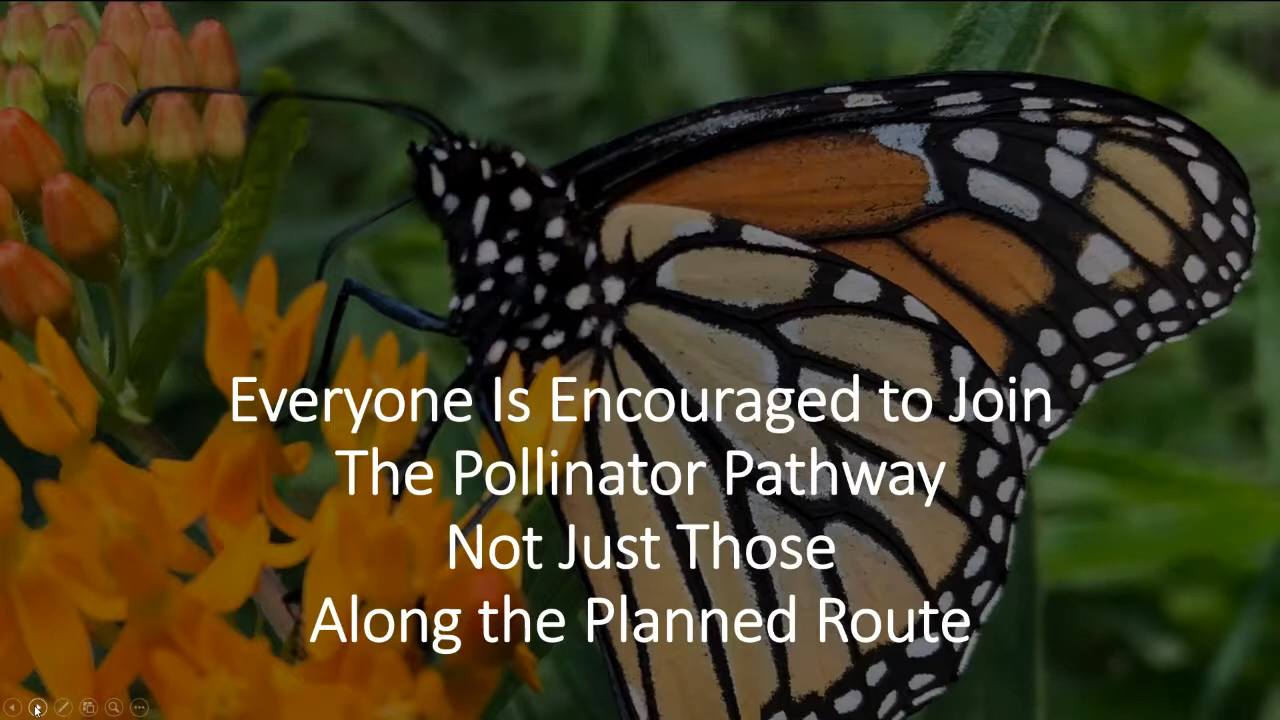 Everyone Is Encouraged to Join
The Pollinator Pathway
Not Just Those
Along the Planned Route